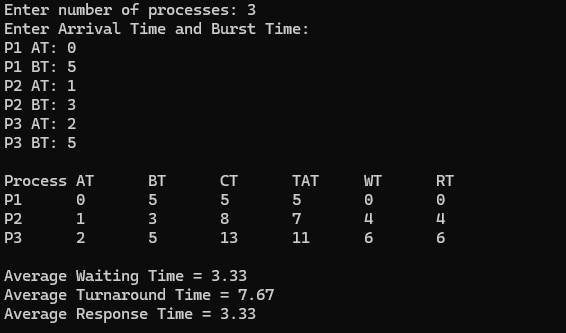 Enter number of processes: 3
Enter Arrival Time and Burst Time:
P1 AT: 0
P1 BT: 5
P2 AT: 1
P2 BT: 3
P3 AT: 2
P3 BT: 5
Process AT BT CT TAT WT RT
P1 0 5 5 5 0 0
P2 1 3 8 7 4 4
P3 2 5 13 11 6 6
Average Waiting Time = 3.33
Average Turnaround Time = 7.67
Average Response Time = 3.33